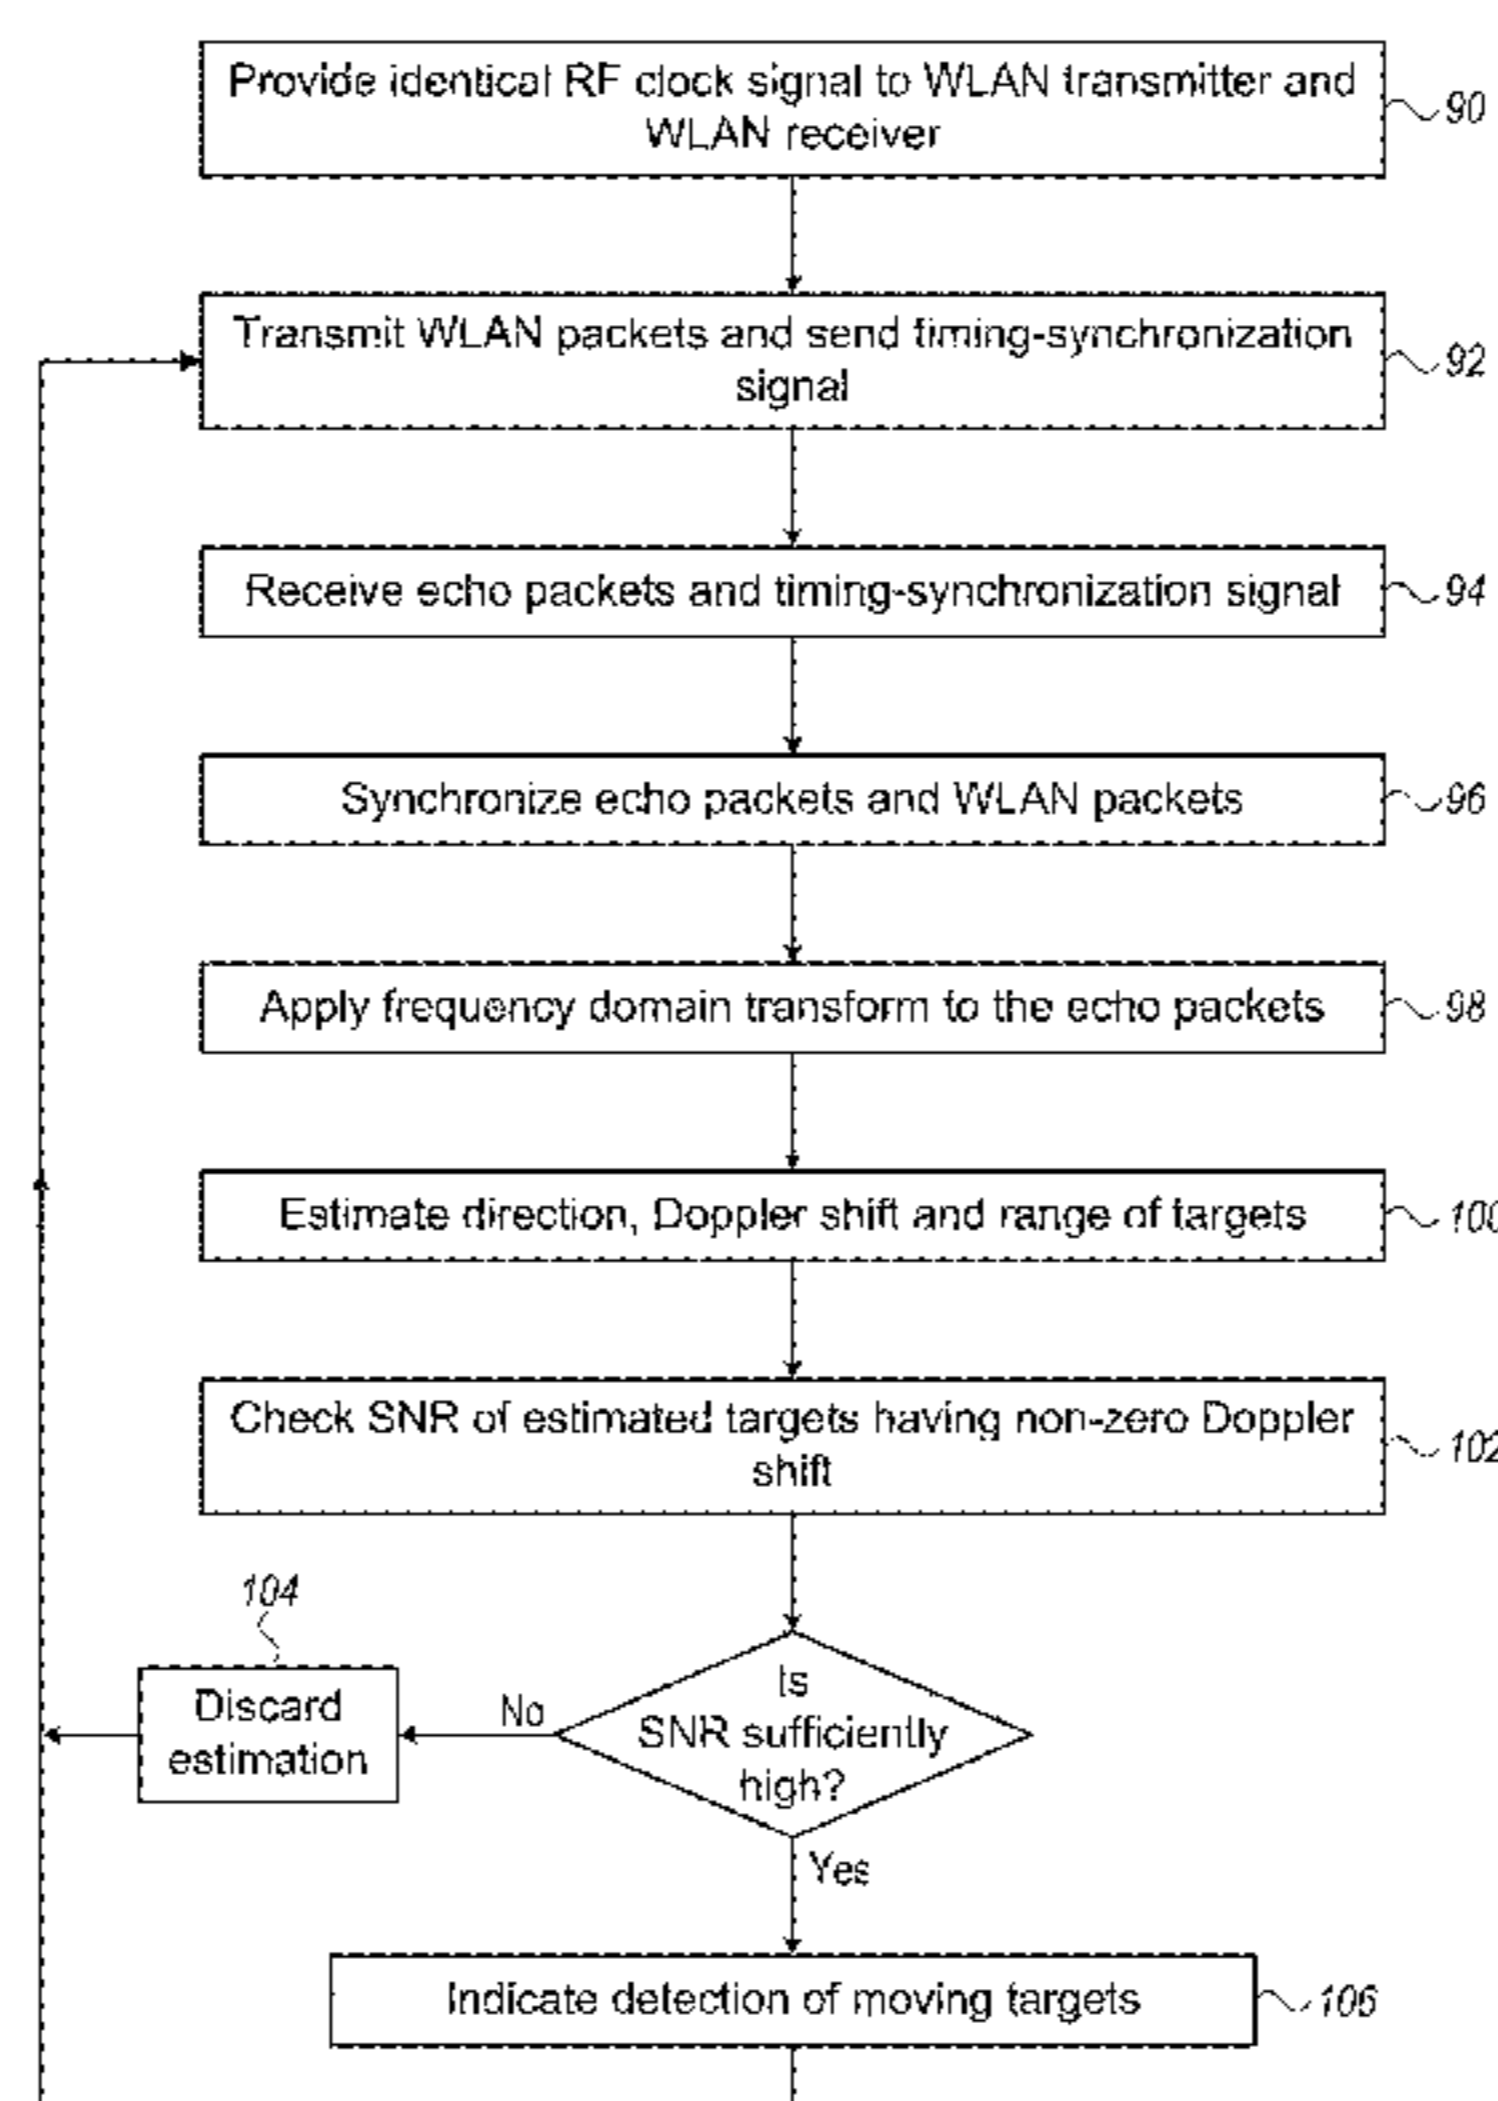 Provide identical RF clock signal to WLAN transmitter and
WLAN receiver
90
Transmit WLAN packets and send timing-synchronization
signal
92
Receive echo packets and timing-synchronization signal
94
Synchronize echo packets and WLAN packets
96
Apply frequency domain transform to the echo packets
98
Estimate direction, Doppler shift and range of targets
100
Check SNR of estimated targets having non-zero Doppler
shift
102
104
Discard
estimation
No
Is
SNR sufficiently
high?
Yes
Indicate detection of moving targets
106